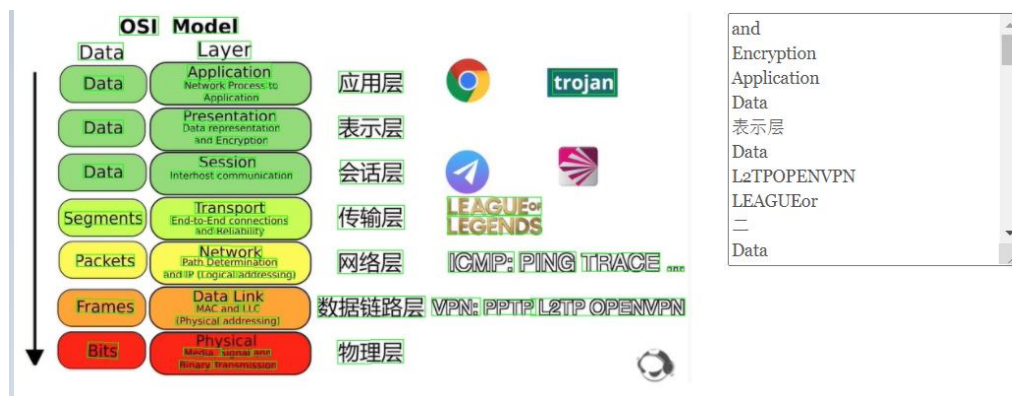 OSI Model
Data Layer
Data Application 应用层 trojan
Network Process to
Application
Data Presentation 表示层
Data representation
and Encryption
Data Session 会话层
Interhost communication
Segments Transport 传输层 LEAGUE OF
End-to-End connections LEGENDS
and Reliability
Packets Network 网络层 ICMP: PING TRACE ...
Path Determination
and IP (Logical addressing)
Frames Data Link 数据链路层 VPN: PPTP L2TP OPENVPN
MAC and LLC
(Physical addressing)
Bits Physical 物理层
Media, signal and
Binary Transmission
and
Encryption
Application
Data
表示层
Data
L2TPOPENVPN
LEAGUEor
二
Data